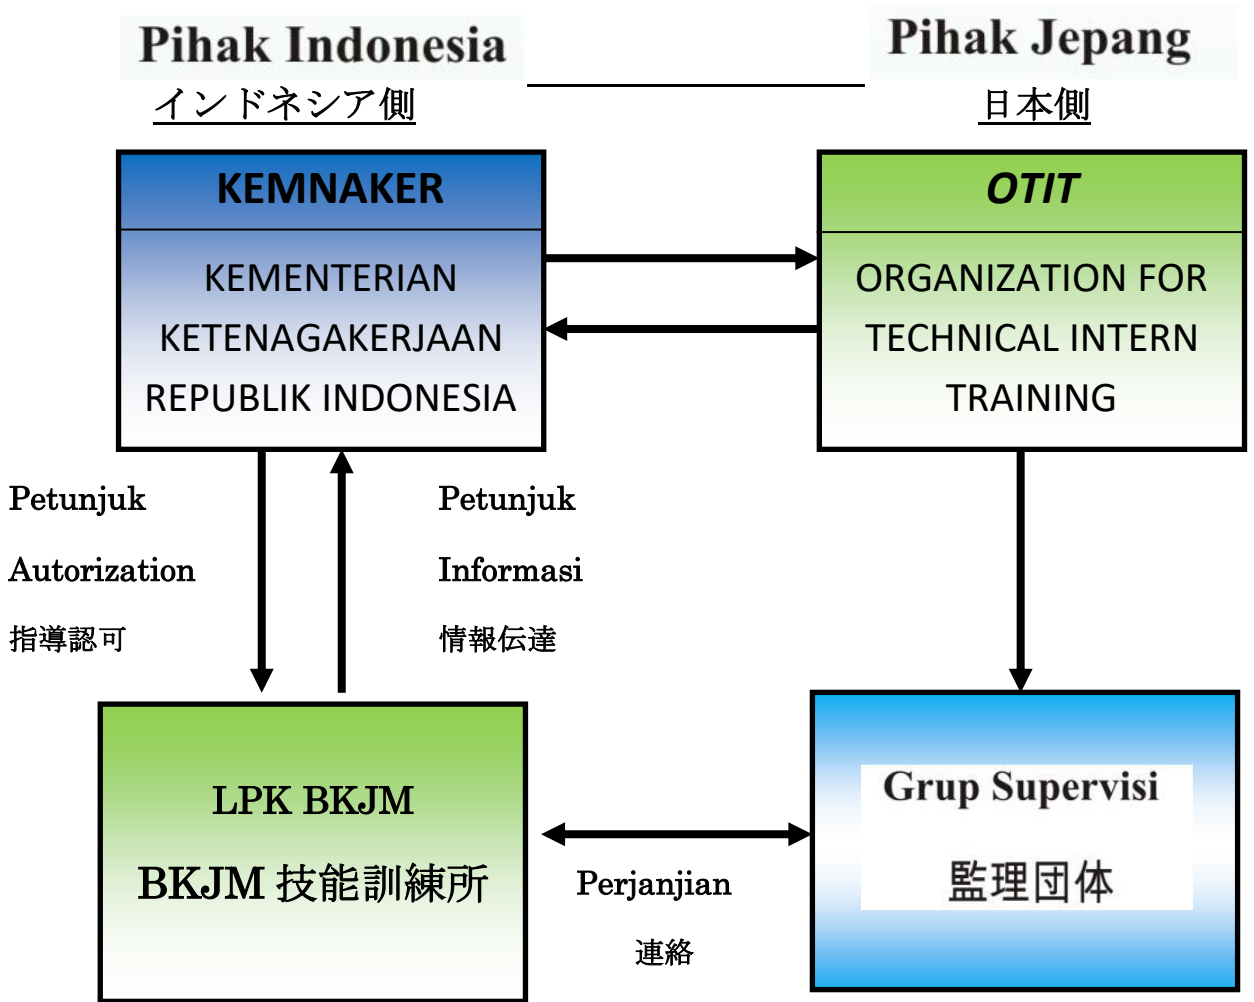 Pihak Indonesia
インドネシア側
Pihak Jepang
日本側
KEMNAKER
KEMENTERIAN
KETENAGAKERJAAN
REPUBLIK INDONESIA
OTIT
ORGANIZATION FOR
TECHNICAL INTERN
TRAINING
Petunjuk
Autorization
指導認可
Petunjuk
Informasi
情報伝達
LPK BKJM
BKJM 技能訓練所
Perjanjian
連絡
Grup Supervisi
監理団体